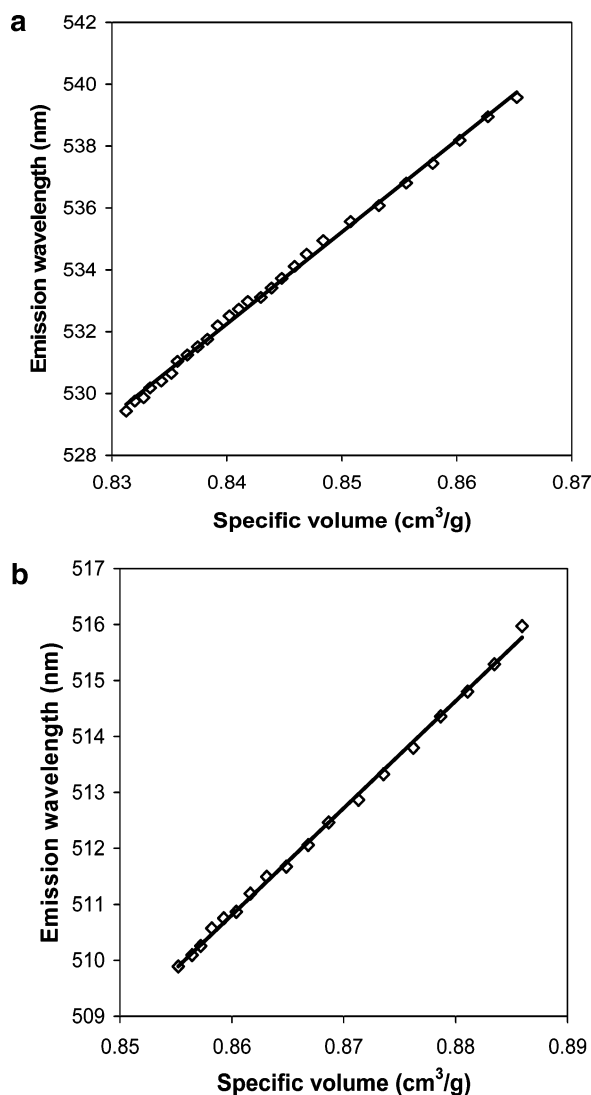 a
542
540
538
536
534
532
530
528
Emission wavelength (nm)
0.83 0.84 0.85 0.86 0.87
Specific volume (cm³/g)
b
517
516
515
514
513
512
511
510
509
Emission wavelength (nm)
0.85 0.86 0.87 0.88 0.89
Specific volume (cm³/g)